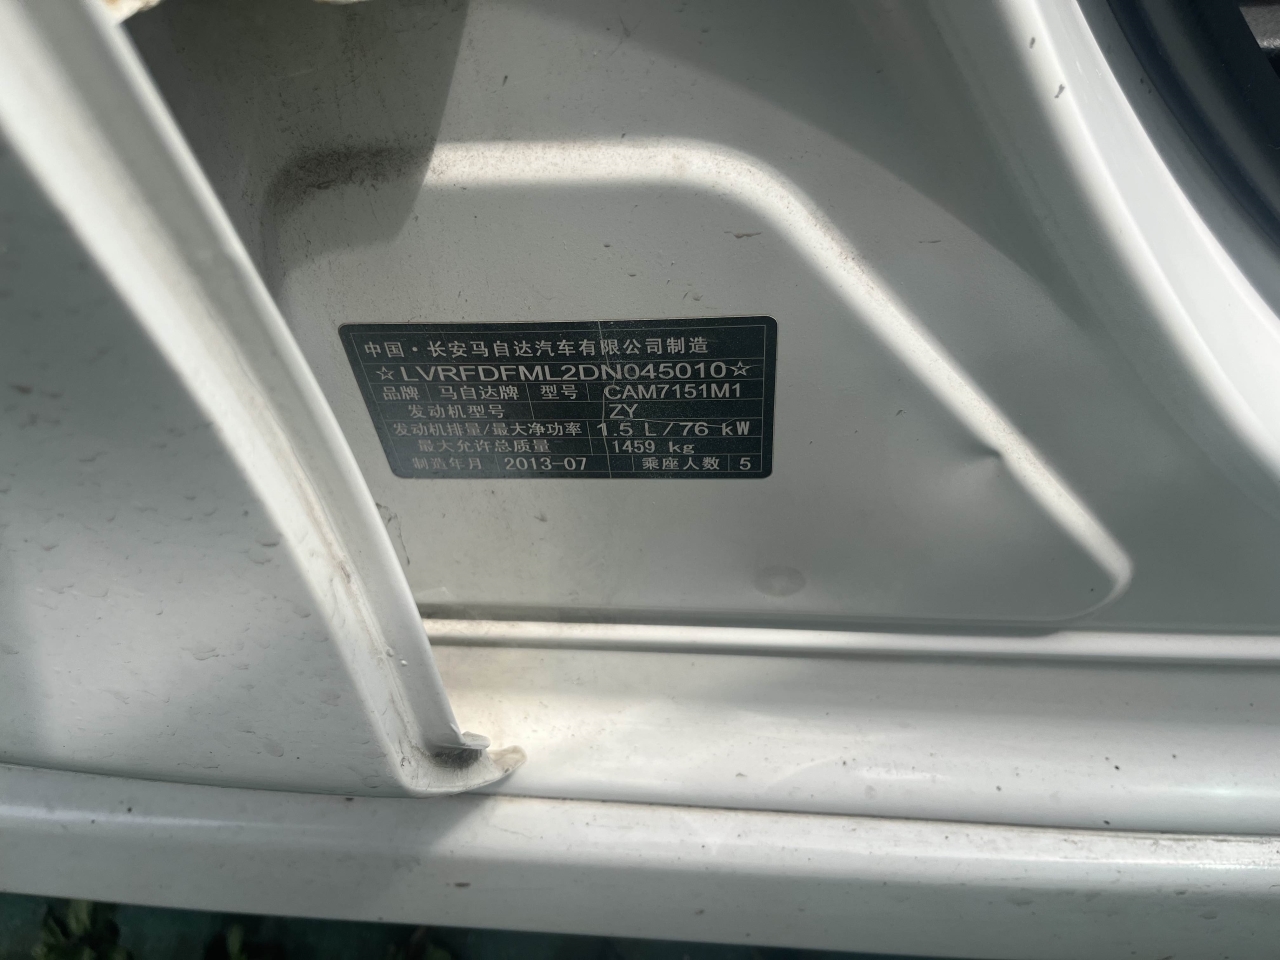 中国·长安马自达汽车有限公司制造
☆LVRFDFML2DN045010☆
品牌 马自达牌 型号 CAM7151M1
发动机型号 ZY
发动机排量/最大净功率 1.5 L/76 kW
最大允许总质量 1459 kg
制造年月 2013-07 乘座人数 5